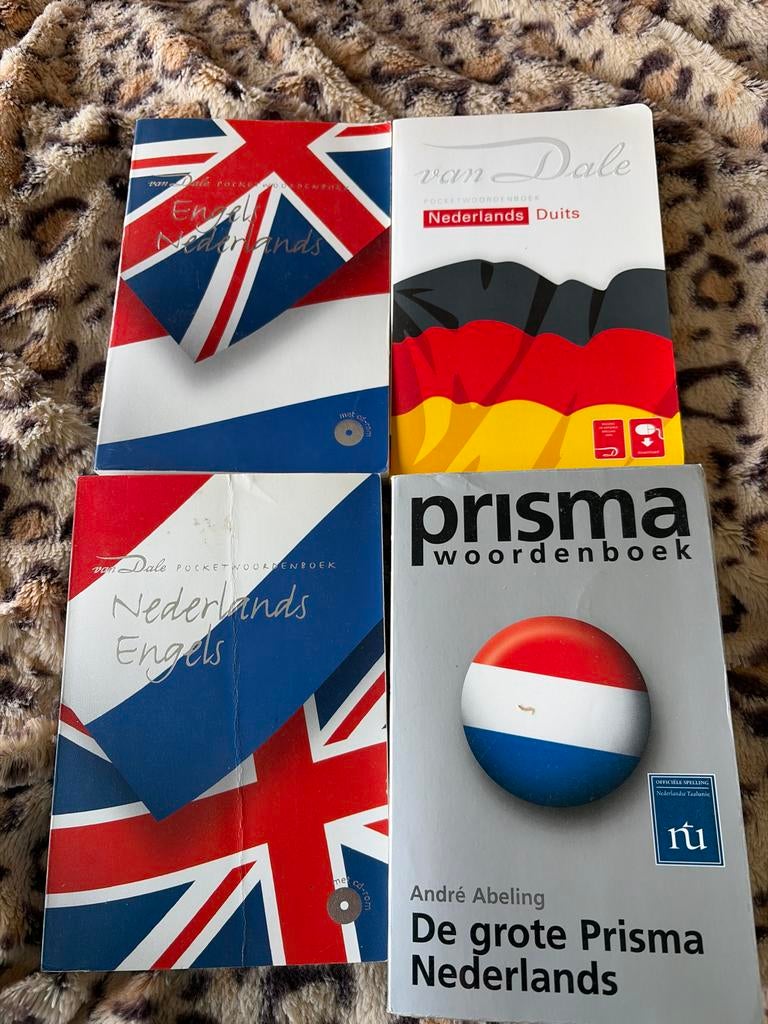 van Dale POCKETWOORDENBOEK
Engels
Nederlands
met cd-rom
van Dale
POCKETWOORDENBOEK
Nederlands Duits
van Dale POCKETWOORDENBOEK
Nederlands
Engels
met cd-rom
prisma
woordenboek
OFFICIËLE SPELLING
Nederlandse Taalunie
nu
André Abeling
De grote Prisma
Nederlands